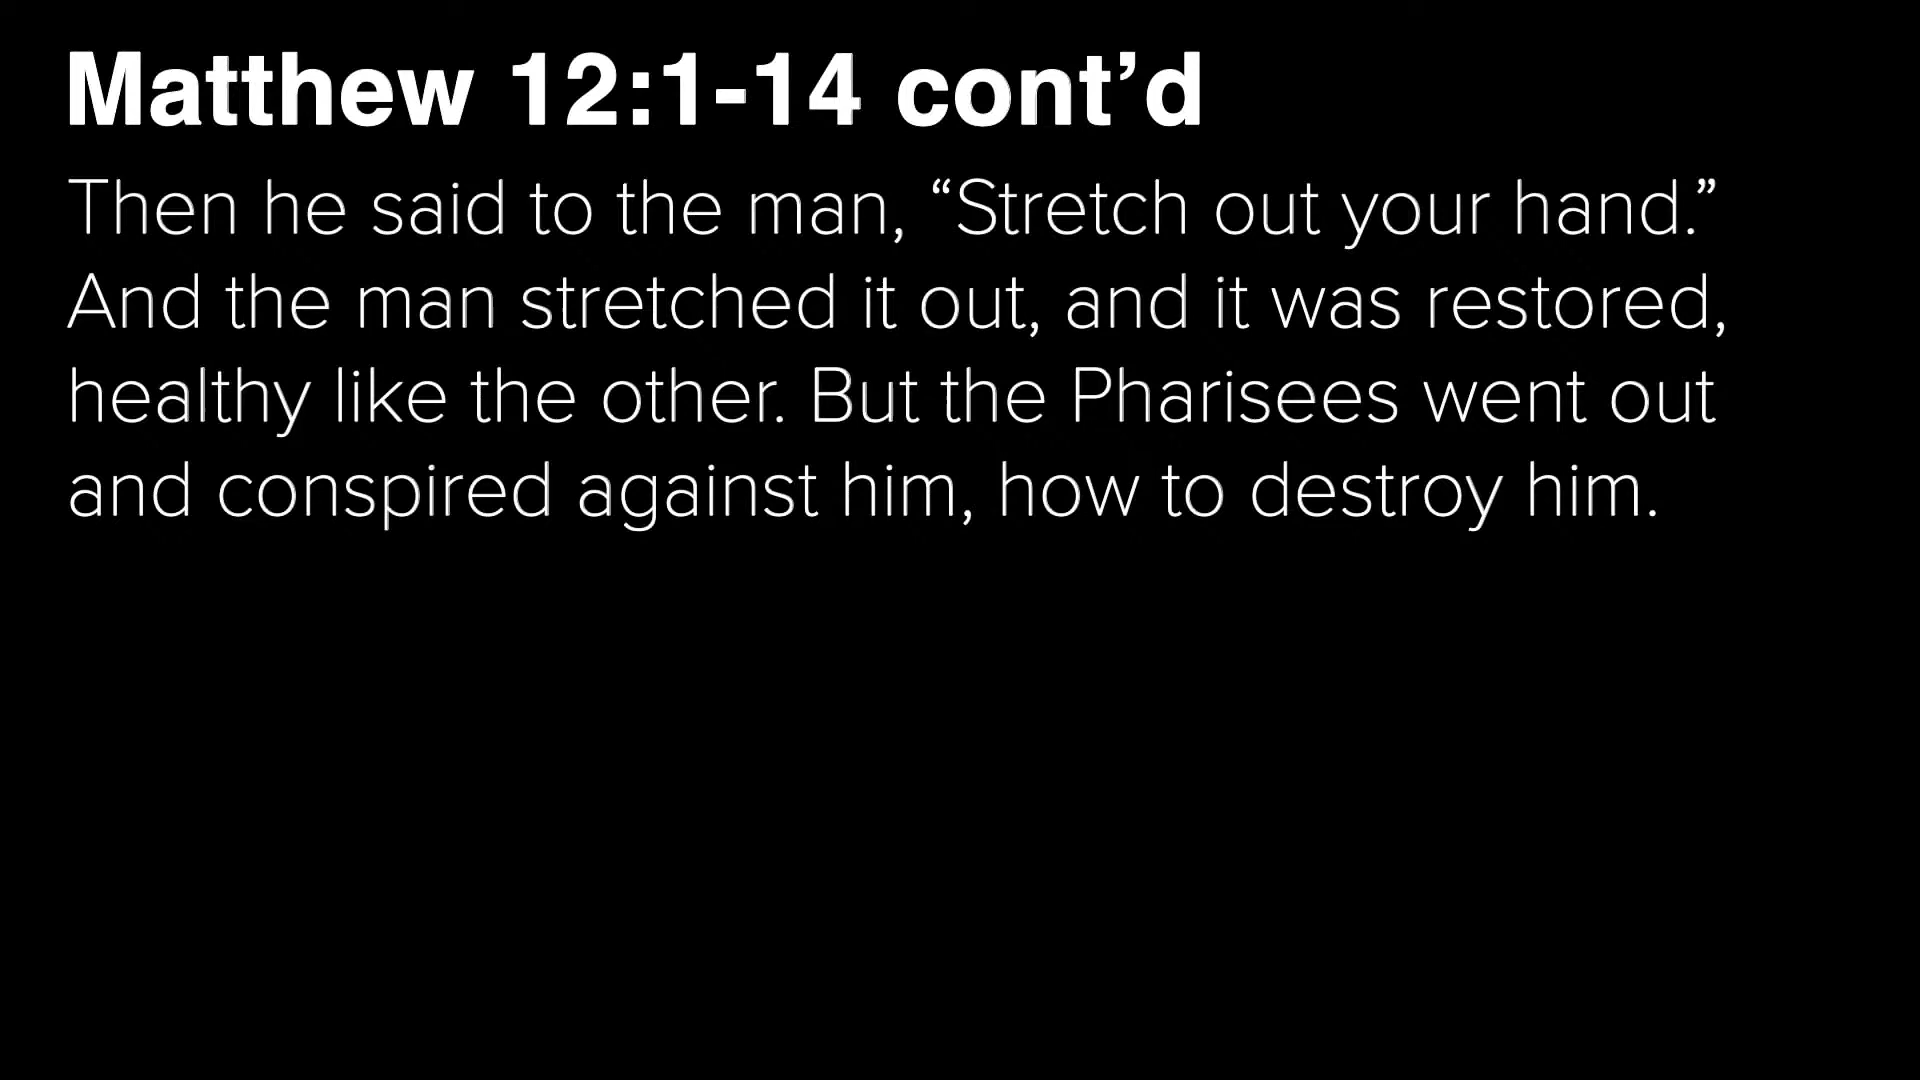 Matthew 12:1-14 cont’d
Then he said to the man, “Stretch out your hand.”
And the man stretched it out, and it was restored,
healthy like the other. But the Pharisees went out
and conspired against him, how to destroy him.